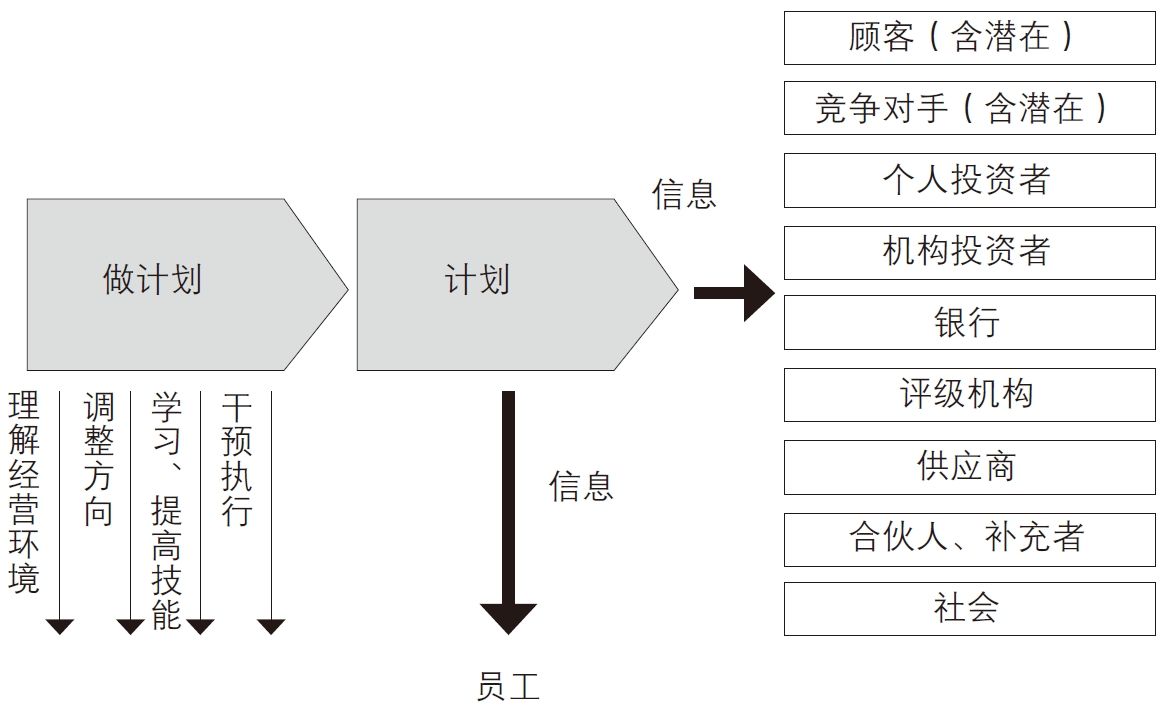 做计划
理解经营环境
调整方向
学习、提高技能
干预执行
计划
信息
员工
信息
顾客（含潜在）
竞争对手（含潜在）
个人投资者
机构投资者
银行
评级机构
供应商
合伙人、补充者
社会